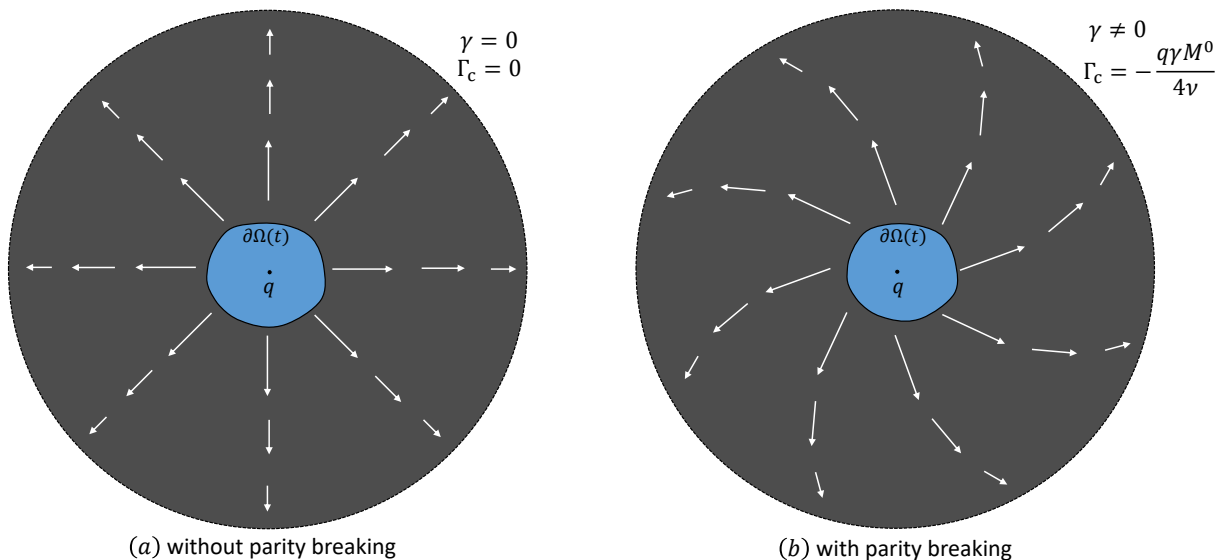 γ = 0
Γc = 0
∂Ω(t)
q
(a) without parity breaking
γ ≠ 0
Γc = − qγM⁰ / 4ν
∂Ω(t)
q
(b) with parity breaking